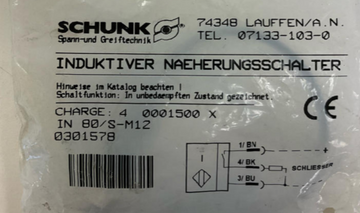 SCHUNK
Spann-und Greiftechnik
74348 LAUFFEN/A.N.
TEL. 07133-103-0
INDUKTIVER NAEHERUNGSSCHALTER
Hinweise im Katalog beachten !
Schaltfunktion: In unbedaempften Zustand gezeichnet.
CHARGE: 4 0001500 X
IN 80/S-M12
0301578
CE
1/BN
+
4/BK
SCHLIESSER
3/BU
-